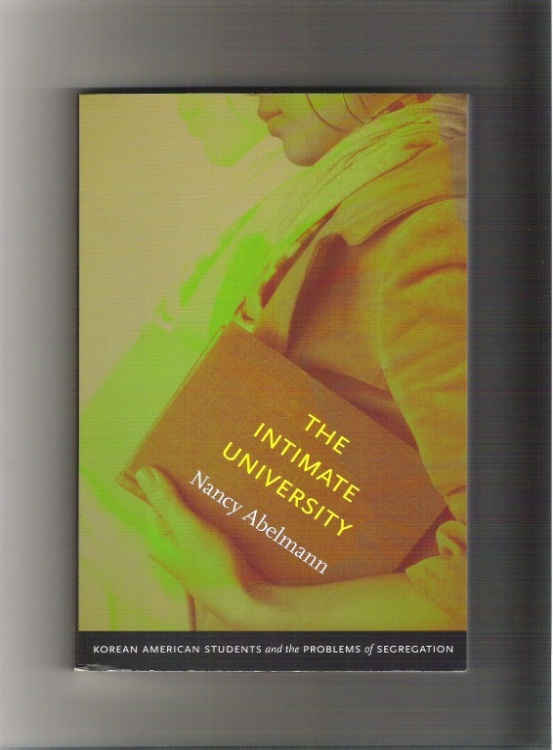 THE
INTIMATE
UNIVERSITY
Nancy Abelmann
KOREAN AMERICAN STUDENTS and the PROBLEMS of SEGREGATION